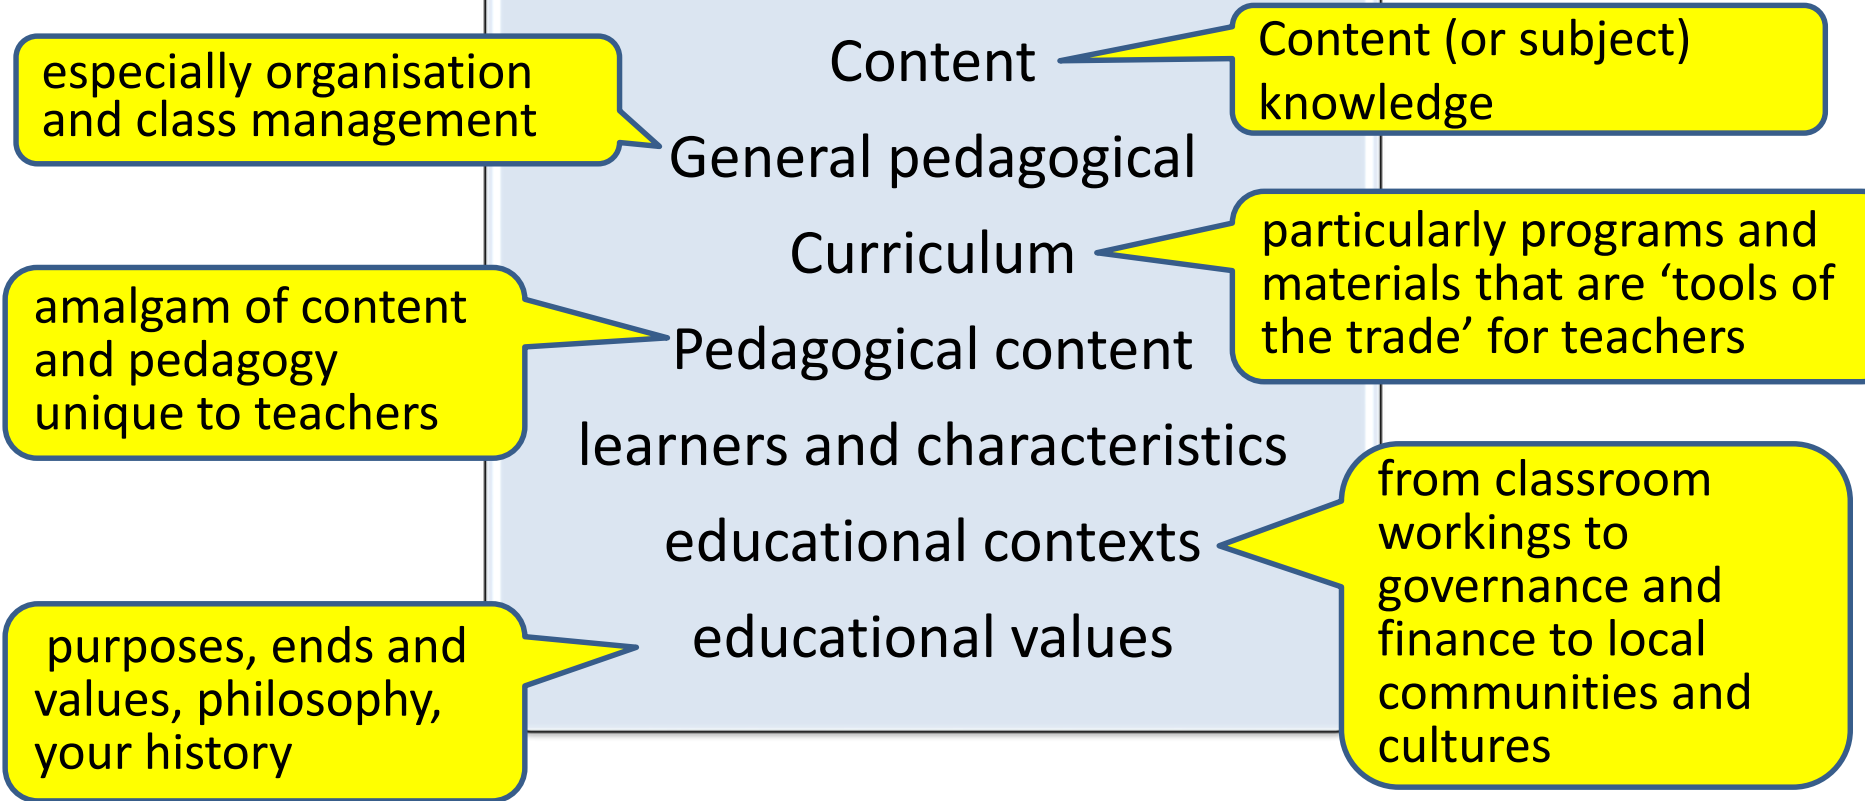 Content
Content (or subject)
knowledge
especially organisation
and class management
General pedagogical
Curriculum
particularly programs and
materials that are ‘tools of
the trade’ for teachers
amalgam of content
and pedagogy
unique to teachers
Pedagogical content
learners and characteristics
educational contexts
from classroom
workings to
governance and
finance to local
communities and
cultures
educational values
purposes, ends and
values, philosophy,
your history